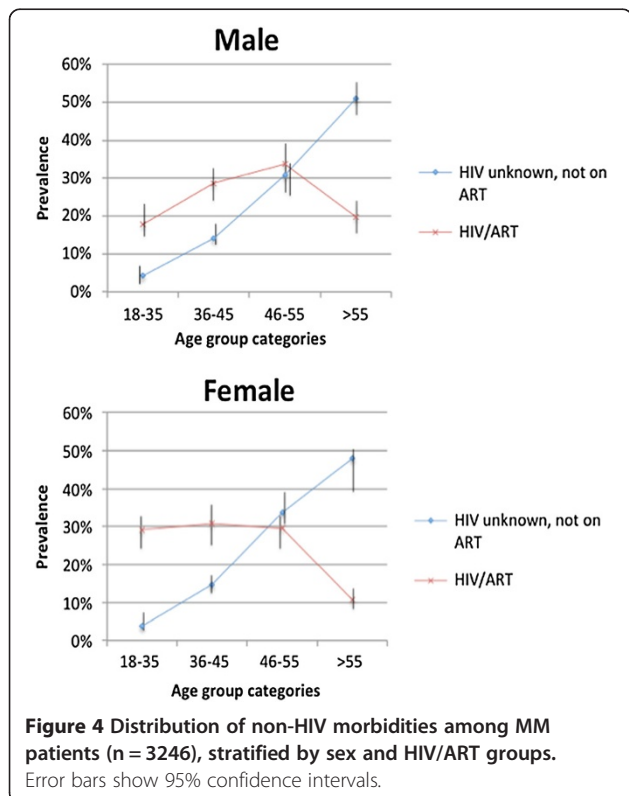 Male
60%
50%
40%
30%
20%
10%
0%
Prevalence
18-35 36-45 46-55 >55
Age group categories
HIV unknown, not on
ART
HIV/ART
Female
60%
50%
40%
30%
20%
10%
0%
Prevalence
18-35 36-45 46-55 >55
Age group categories
HIV unknown, not on
ART
HIV/ART
Figure 4 Distribution of non-HIV morbidities among MM
patients (n = 3246), stratified by sex and HIV/ART groups.
Error bars show 95% confidence intervals.